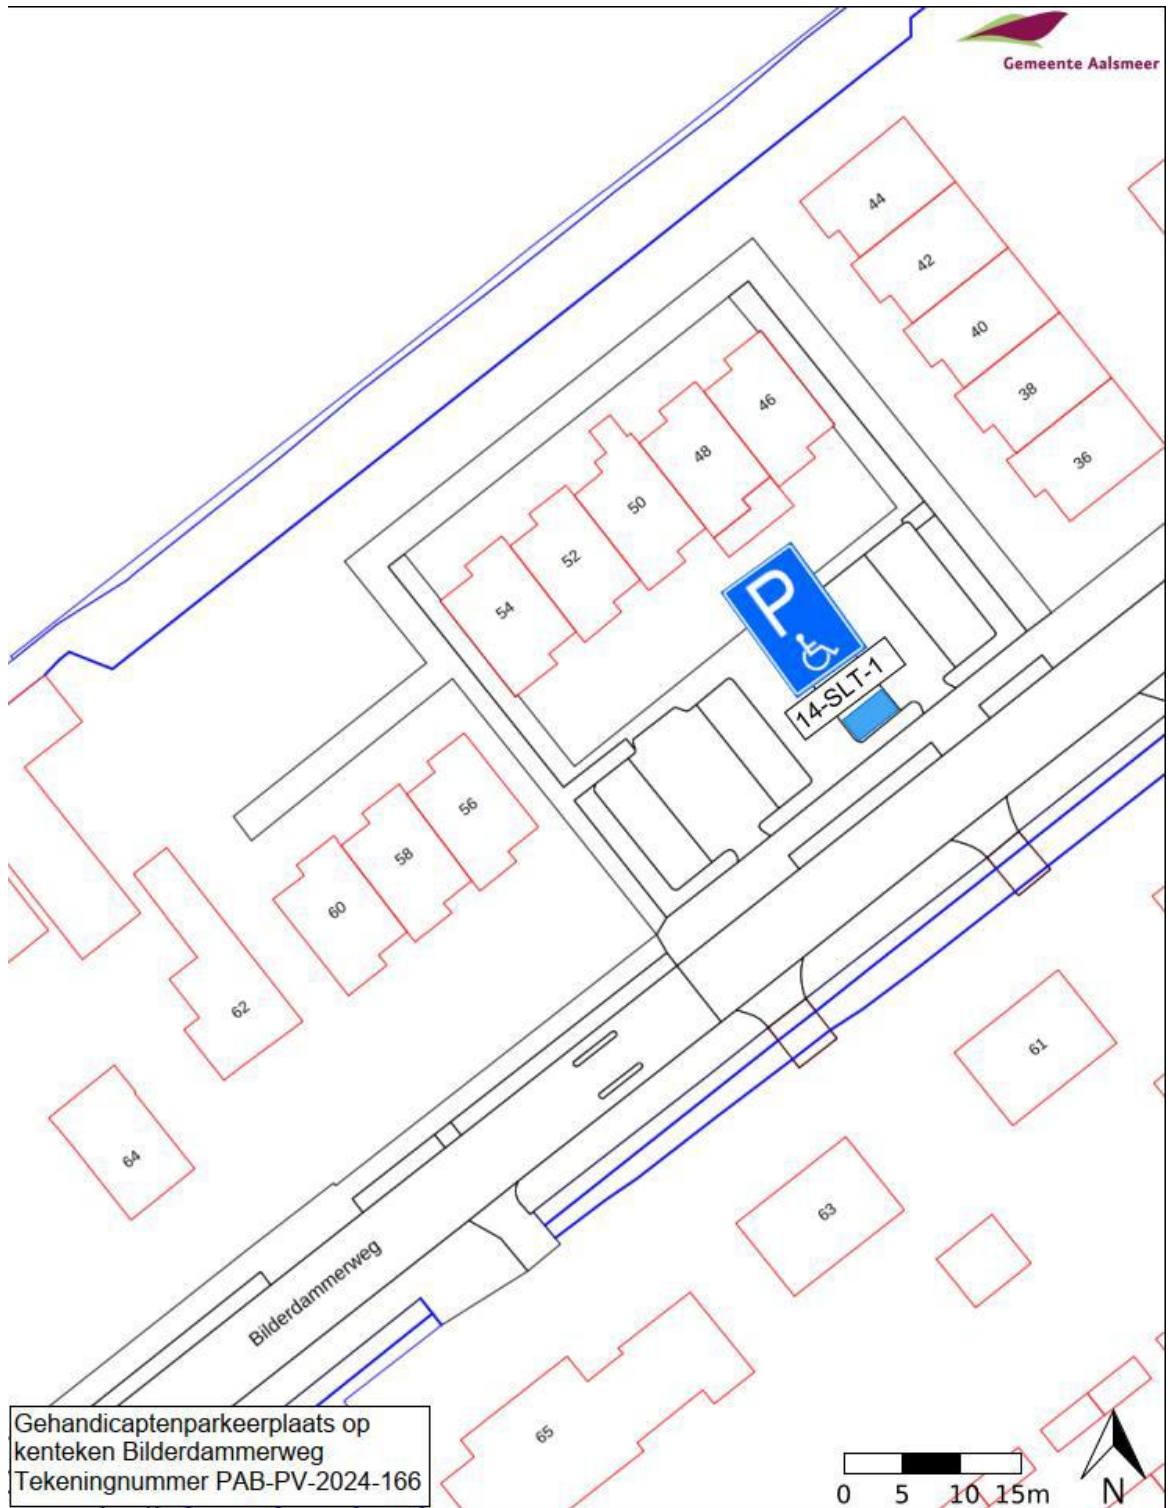 Gemeente Aalsmeer
44
42
40
38
36
46
48
50
52
54
P
14-SLT-1
56
58
60
62
64
61
63
65
Bilderdammerweg
Gehandicaptenparkeerplaats op
kenteken Bilderdammerweg
Tekeningnummer PAB-PV-2024-166
0 5 10 15m
N